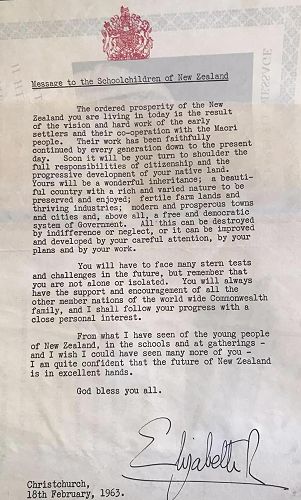 Message to the Schoolchildren of New Zealand
The ordered prosperity of the New
Zealand you are living in today is the result
of the vision and hard work of the early
settlers and their co-operation with the Maori
people. Their work has been faithfully
continued by every generation down to the present
day. Soon it will be your turn to shoulder the
full responsibilities of citizenship and the
progressive development of your native land.
Yours will be a wonderful inheritance; a beauti-
ful country with a rich and varied nature to be
preserved and enjoyed; fertile farm lands and
thriving industries; modern and prosperous towns
and cities and, above all, a free and democratic
system of Government. All this can be destroyed
by indifference or neglect, or it can be improved
and developed by your careful attention, by your
plans and by your work.
You will have to face many stern tests
and challenges in the future, but remember that
you are not alone or isolated. You will always
have the support and encouragement of all the
other member nations of the world wide Commonwealth
family, and I shall follow your progress with a
close personal interest.
From what I have seen of the young people
of New Zealand, in the schools and at gatherings -
and I wish I could have seen many more of you -
I am quite confident that the future of New Zealand
is in excellent hands.
God bless you all.
Elizabeth R
Christchurch,
18th February, 1963.